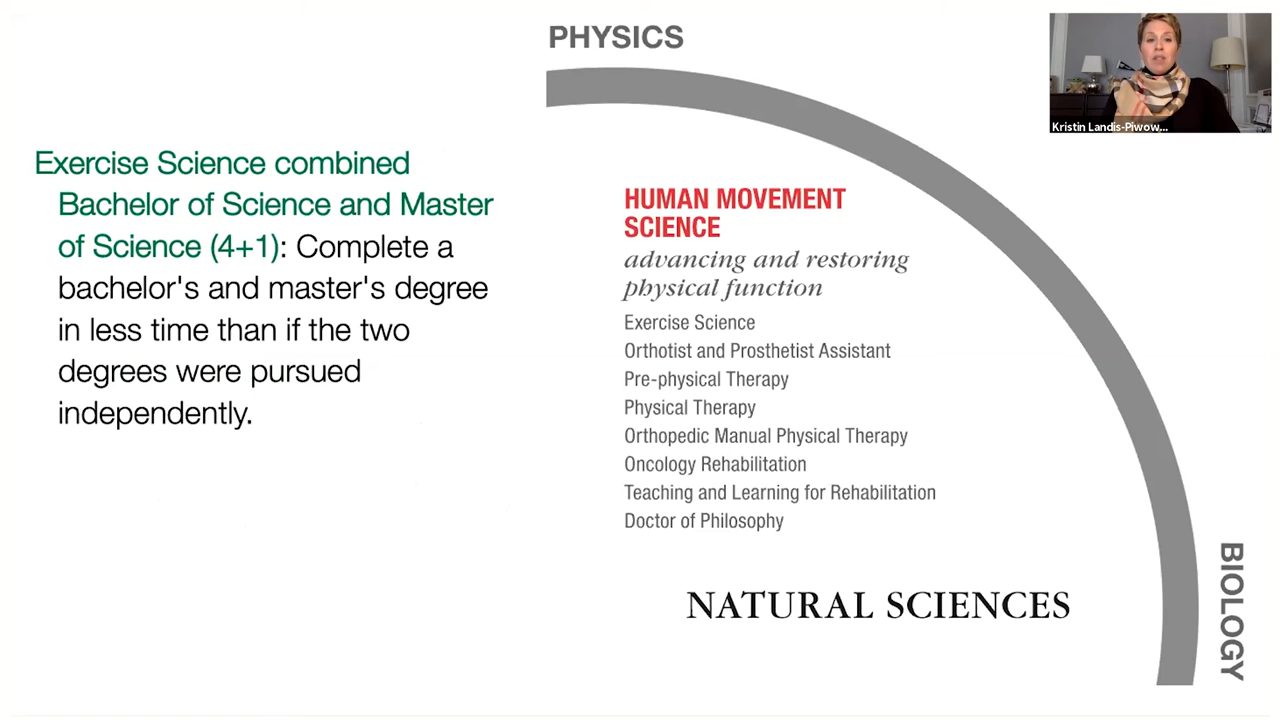 PHYSICS
Kristin Landis-Piwow...
Exercise Science combined
Bachelor of Science and Master
of Science (4+1): Complete a
bachelor's and master's degree
in less time than if the two
degrees were pursued
independently.
HUMAN MOVEMENT
SCIENCE
advancing and restoring
physical function
Exercise Science
Orthotist and Prosthetist Assistant
Pre-physical Therapy
Physical Therapy
Orthopedic Manual Physical Therapy
Oncology Rehabilitation
Teaching and Learning for Rehabilitation
Doctor of Philosophy
NATURAL SCIENCES
BIOLOGY